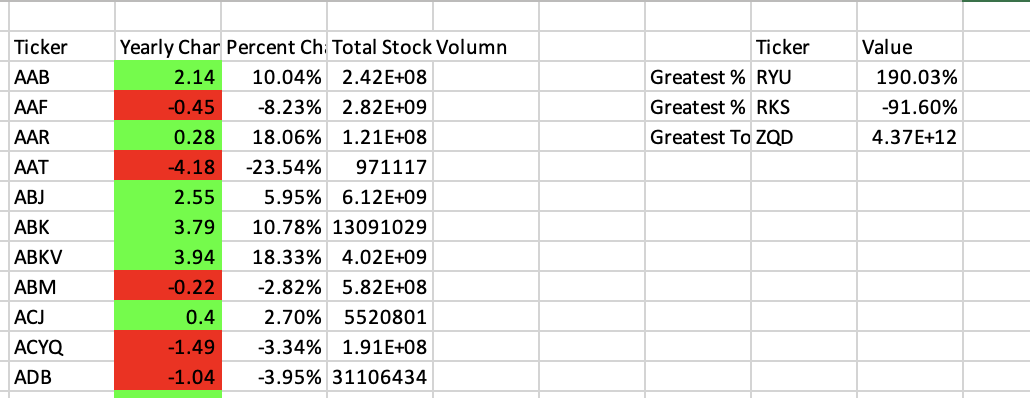 Ticker Yearly Char Percent Ch Total Stock Volumn Ticker Value
AAB 2.14 10.04% 2.42E+08 Greatest % RYU 190.03%
AAF -0.45 -8.23% 2.82E+09 Greatest % RKS -91.60%
AAR 0.28 18.06% 1.21E+08 Greatest To ZQD 4.37E+12
AAT -4.18 -23.54% 971117
ABJ 2.55 5.95% 6.12E+09
ABK 3.79 10.78% 13091029
ABKV 3.94 18.33% 4.02E+09
ABM -0.22 -2.82% 5.82E+08
ACJ 0.4 2.70% 5520801
ACYQ -1.49 -3.34% 1.91E+08
ADB -1.04 -3.95% 31106434